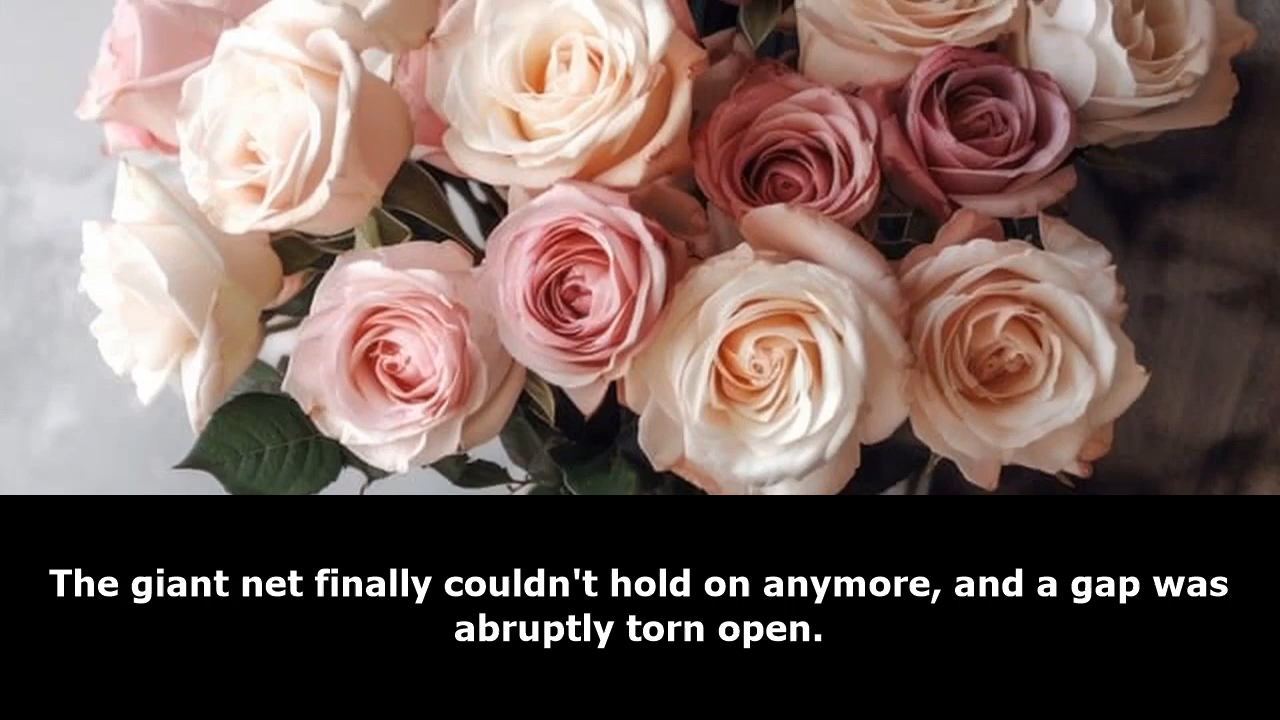 The giant net finally couldn't hold on anymore, and a gap was
abruptly torn open.